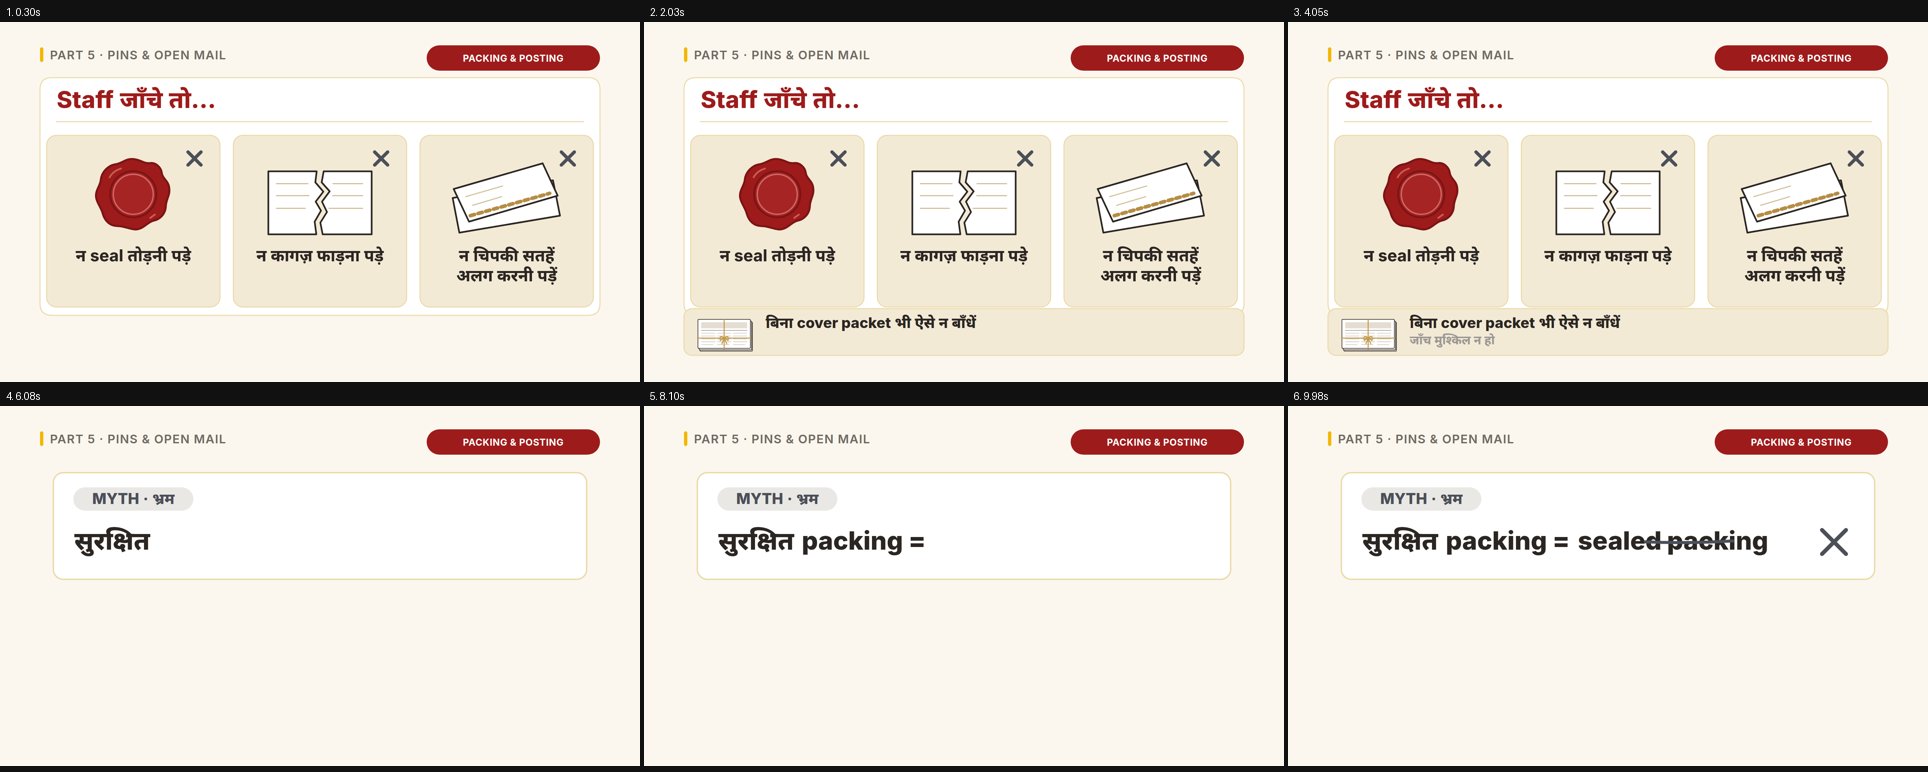 1. 0.30s
PART 5 · PINS & OPEN MAIL
PACKING & POSTING
Staff जाँचे तो...
न seal तोड़नी पड़े
न कागज़ फाड़ना पड़े
न चिपकी सतहें
अलग करनी पड़ें
2. 2.03s
PART 5 · PINS & OPEN MAIL
PACKING & POSTING
Staff जाँचे तो...
न seal तोड़नी पड़े
न कागज़ फाड़ना पड़े
न चिपकी सतहें
अलग करनी पड़ें
बिना cover packet भी ऐसे न बाँधें
3. 4.05s
PART 5 · PINS & OPEN MAIL
PACKING & POSTING
Staff जाँचे तो...
न seal तोड़नी पड़े
न कागज़ फाड़ना पड़े
न चिपकी सतहें
अलग करनी पड़ें
बिना cover packet भी ऐसे न बाँधें
जाँच मुश्किल न हो
4. 6.08s
PART 5 · PINS & OPEN MAIL
PACKING & POSTING
MYTH · भ्रम
सुरक्षित
5. 8.10s
PART 5 · PINS & OPEN MAIL
PACKING & POSTING
MYTH · भ्रम
सुरक्षित packing =
6. 9.98s
PART 5 · PINS & OPEN MAIL
PACKING & POSTING
MYTH · भ्रम
सुरक्षित packing = sealed packing